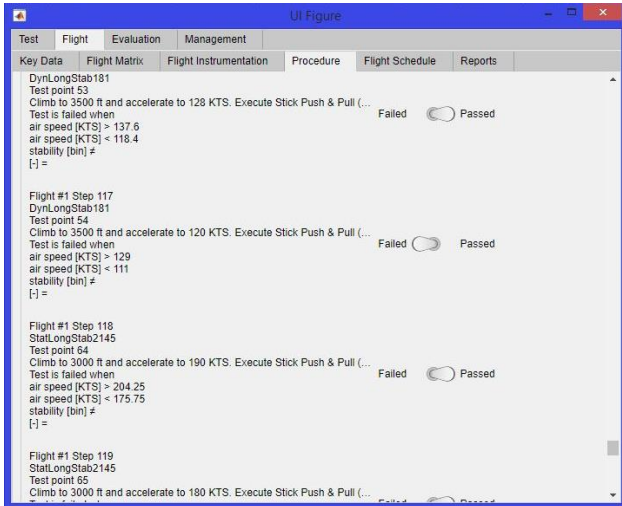 UI Figure
Test Flight Evaluation Management
Key Data Flight Matrix Flight Instrumentation Procedure Flight Schedule Reports
DynLongStab181
Test point 53
Climb to 3500 ft and accelerate to 128 KTS. Execute Stick Push & Pull (...
Test is failed when
air speed [KTS] > 137.6
air speed [KTS] < 118.4
stability [bin] ≠
[-] =
Failed Passed
Flight #1 Step 117
DynLongStab181
Test point 54
Climb to 3500 ft and accelerate to 120 KTS. Execute Stick Push & Pull (...
Test is failed when
air speed [KTS] > 129
air speed [KTS] < 111
stability [bin] ≠
[-] =
Failed Passed
Flight #1 Step 118
StatLongStab2145
Test point 64
Climb to 3000 ft and accelerate to 190 KTS. Execute Stick Push & Pull (...
Test is failed when
air speed [KTS] > 204.25
air speed [KTS] < 175.75
stability [bin] ≠
[-] =
Failed Passed
Flight #1 Step 119
StatLongStab2145
Test point 65
Climb to 3000 ft and accelerate to 180 KTS. Execute Stick Push & Pull (...